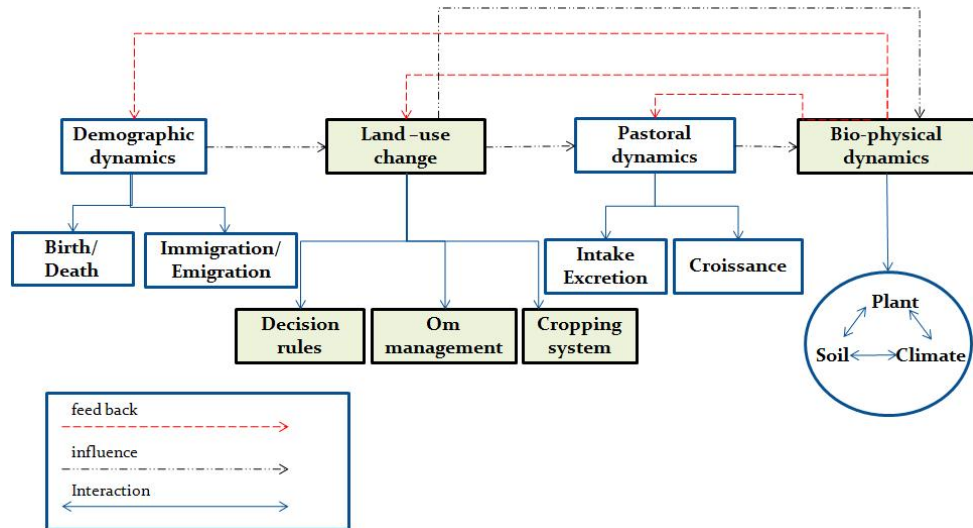 Demographic
dynamics
Land –use
change
Pastoral
dynamics
Bio-physical
dynamics
Birth/
Death
Immigration/
Emigration
Intake
Excretion
Croissance
Decision
rules
Om
management
Cropping
system
Plant
Soil
Climate
feed back
influence
Interaction